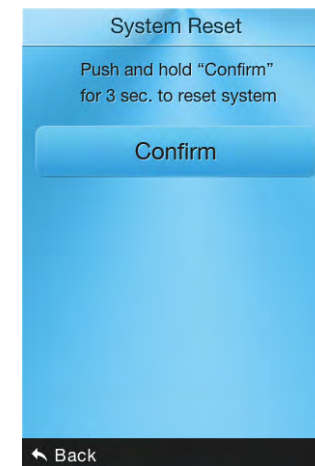 System Reset
Push and hold “Confirm”
for 3 sec. to reset system
Confirm
Back